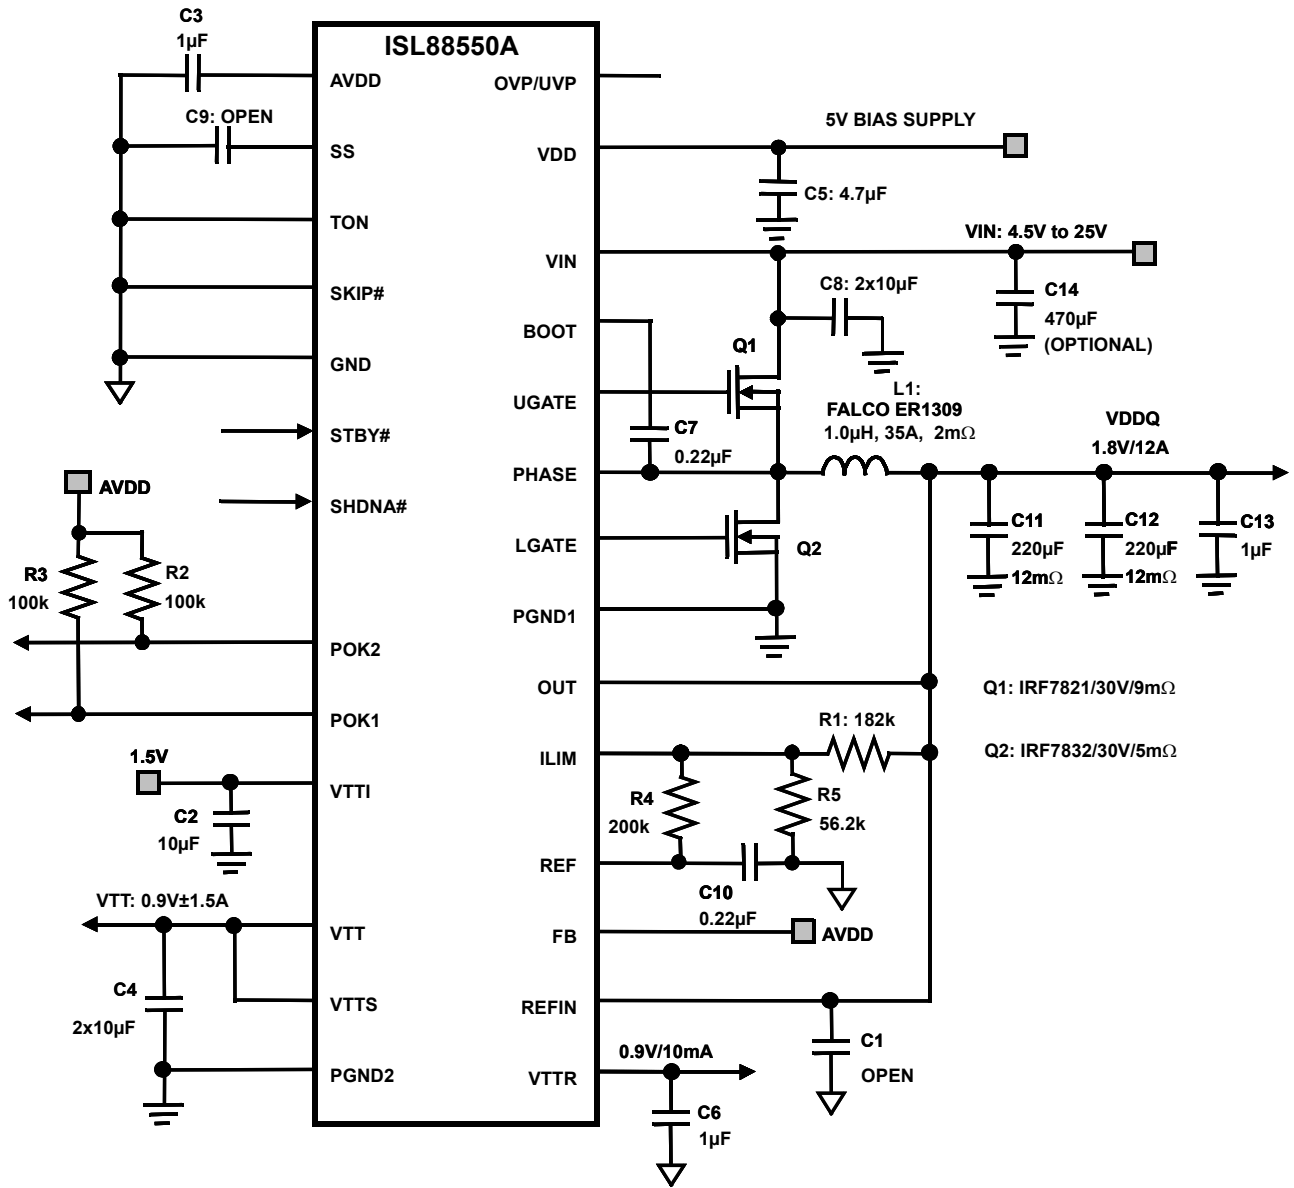 C3
1µF
ISL88550A
AVDD
OVP/UVP
C9: OPEN
5V BIAS SUPPLY
SS
VDD
C5: 4.7µF
TON
VIN: 4.5V to 25V
VIN
SKIP#
C8: 2x10µF
C14
470µF
(OPTIONAL)
BOOT
Q1
GND
L1:
FALCO ER1309
1.0µH, 35A, 2mΩ
UGATE
VDDQ
1.8V/12A
STBY#
C7
0.22µF
PHASE
AVDD
SHDNA#
C11
220µF
12mΩ
C12
220µF
12mΩ
C13
1µF
LGATE
Q2
R3
100k
R2
100k
PGND1
POK2
OUT
Q1: IRF7821/30V/9mΩ
POK1
R1: 182k
1.5V
ILIM
Q2: IRF7832/30V/5mΩ
VTTI
R4
200k
R5
56.2k
C2
10µF
REF
C10
0.22µF
VTT: 0.9V±1.5A
VTT
FB
AVDD
C4
2x10µF
VTTS
REFIN
C1
OPEN
0.9V/10mA
PGND2
VTTR
C6
1µF